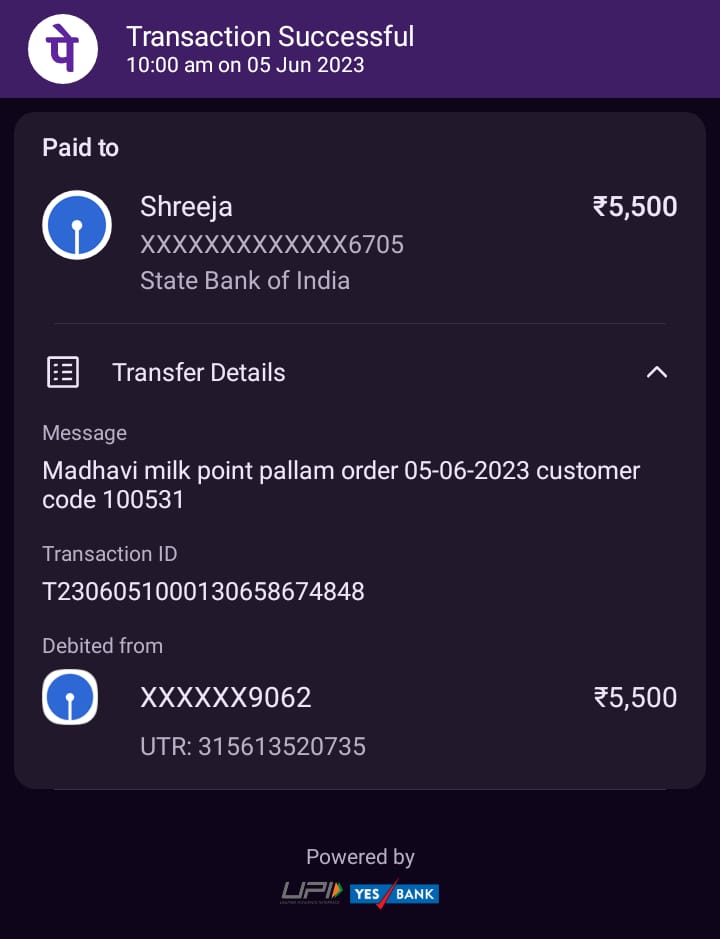 पे
Transaction Successful
10:00 am on 05 Jun 2023
Paid to
Shreeja
₹5,500
XXXXXXXXXXXXX6705
State Bank of India
Transfer Details
Message
Madhavi milk point pallam order 05-06-2023 customer
code 100531
Transaction ID
T2306051000130658674848
Debited from
XXXXXX9062
₹5,500
UTR: 315613520735
Powered by
UPI
YES BANK